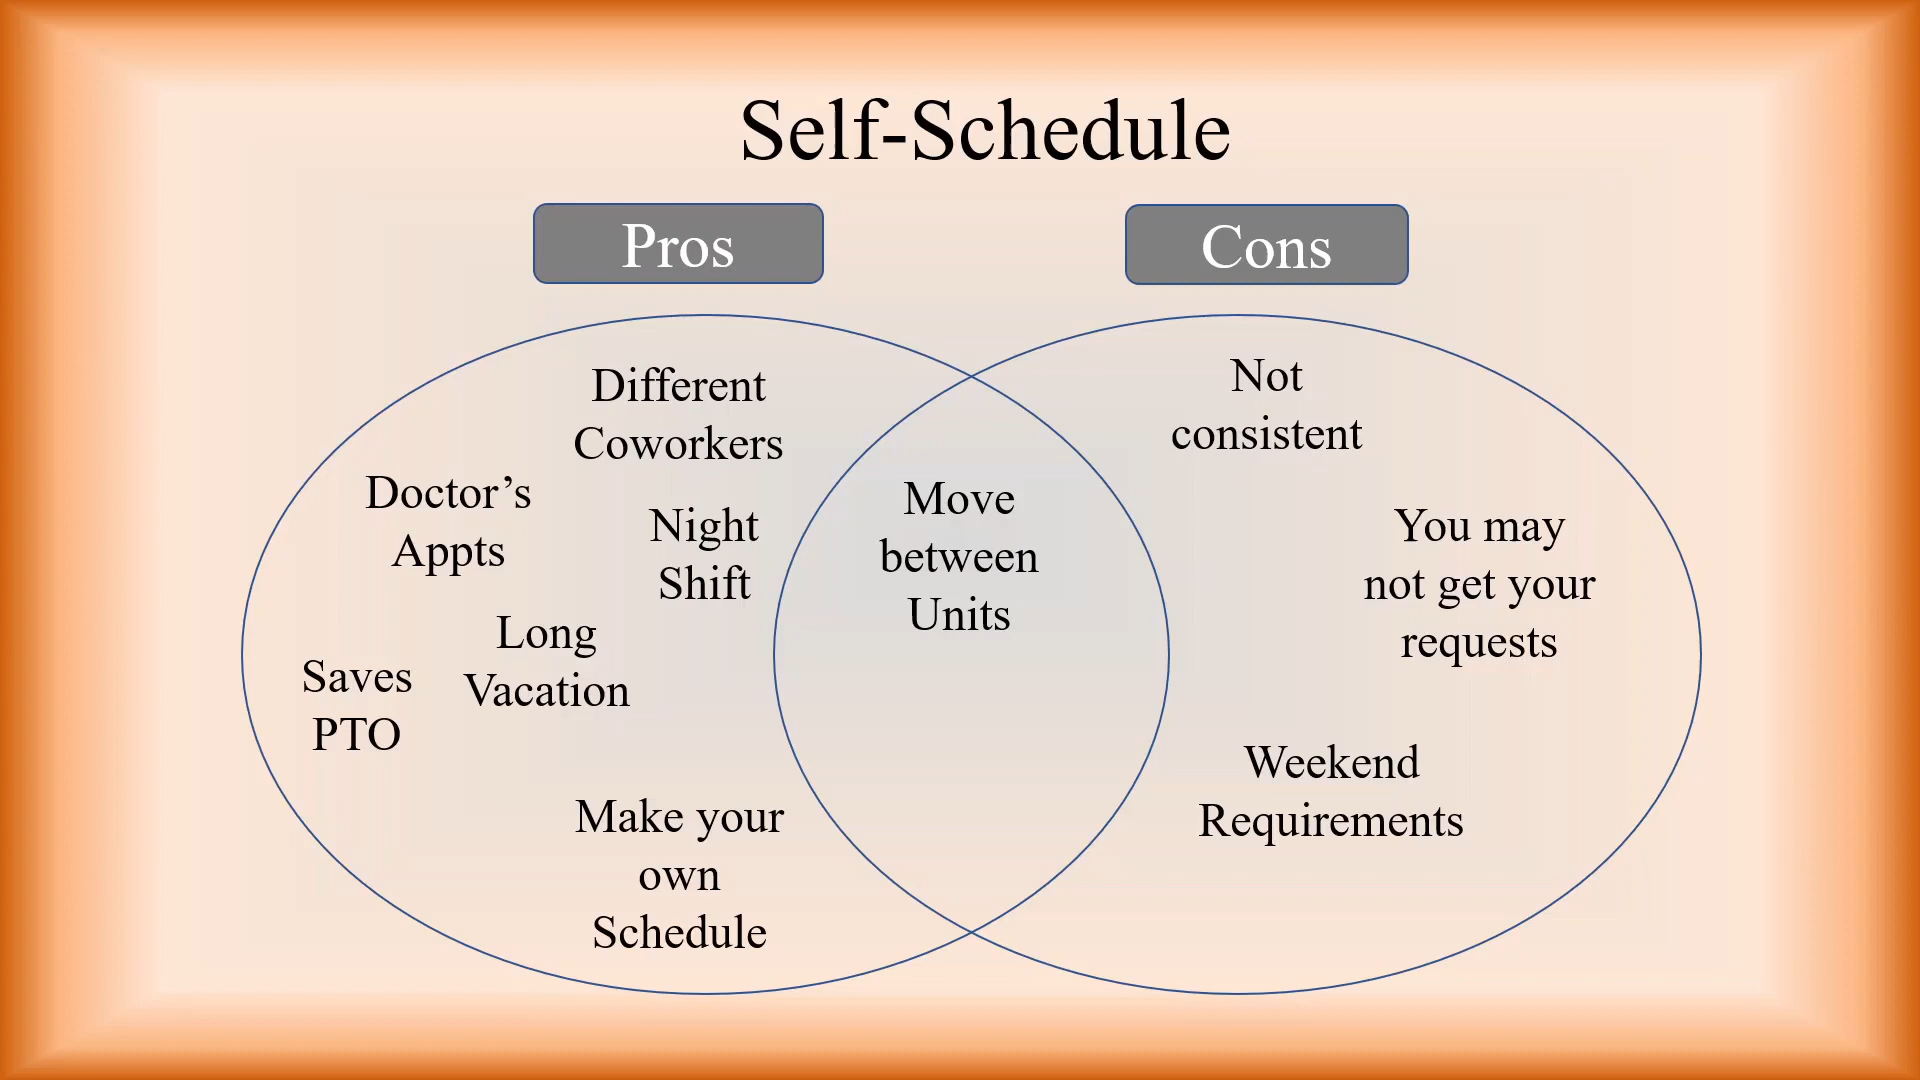 Self-Schedule
Pros
Cons
Different
Coworkers
Doctor’s
Appts
Night
Shift
Long
Vacation
Saves
PTO
Make your
own
Schedule
Move
between
Units
Not
consistent
You may
not get your
requests
Weekend
Requirements